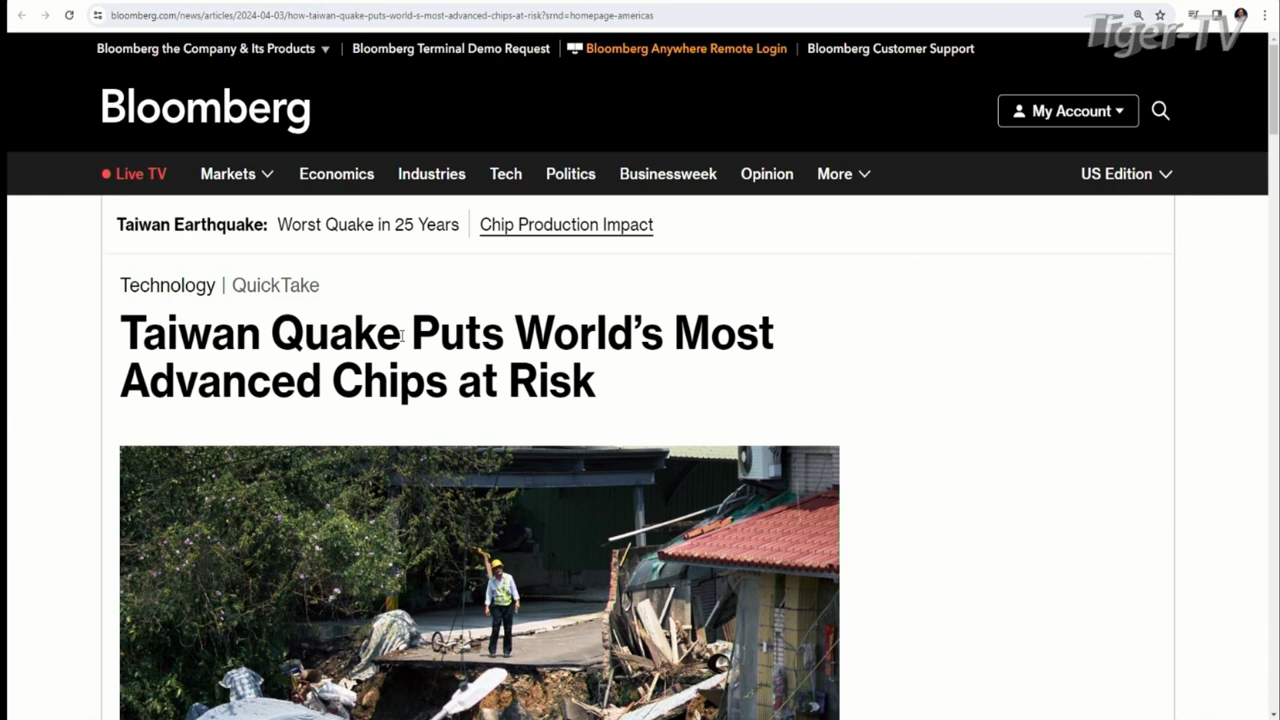 bloomberg.com/news/articles/2024-04-03/how-taiwan-quake-puts-world-s-most-advanced-chips-at-risk?srnd=homepage-americas
Tiger-TV
Bloomberg the Company & Its Products ▼ | Bloomberg Terminal Demo Request | Bloomberg Anywhere Remote Login | Bloomberg Customer Support
Bloomberg
My Account
Live TV Markets Economics Industries Tech Politics Businessweek Opinion More US Edition
Taiwan Earthquake: Worst Quake in 25 Years | Chip Production Impact
Technology | QuickTake
Taiwan Quake Puts World’s Most
Advanced Chips at Risk